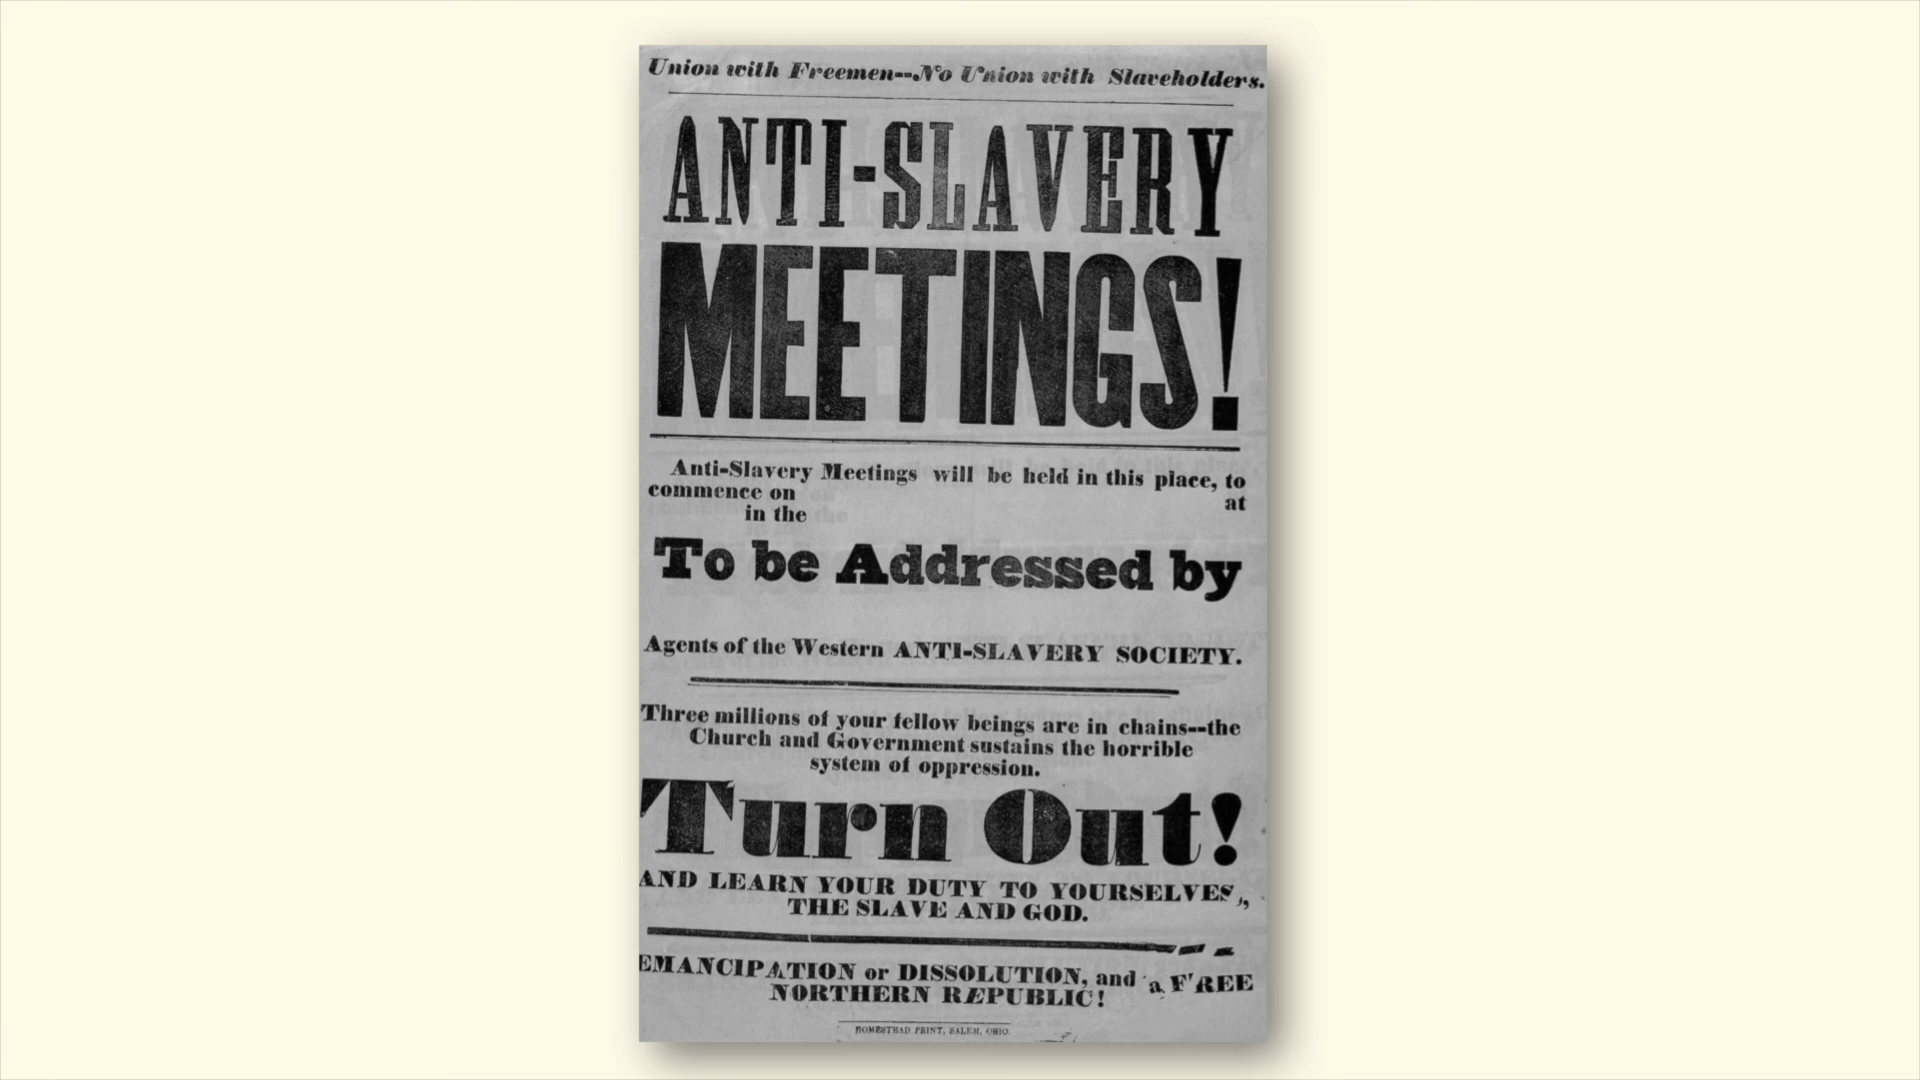 Union with Freemen--No Union with Slaveholders.
ANTI-SLAVERY
MEETINGS!
Anti-Slavery Meetings will be held in this place, to
commence on at
in the
To be Addressed by
Agents of the Western ANTI-SLAVERY SOCIETY.
Three millions of your fellow beings are in chains--the
Church and Government sustains the horrible
system of oppression.
Turn Out!
AND LEARN YOUR DUTY TO YOURSELVES,
THE SLAVE AND GOD.
EMANCIPATION or DISSOLUTION, and a FREE
NORTHERN REPUBLIC!
HOMESTEAD PRINT, SALEM, OHIO.